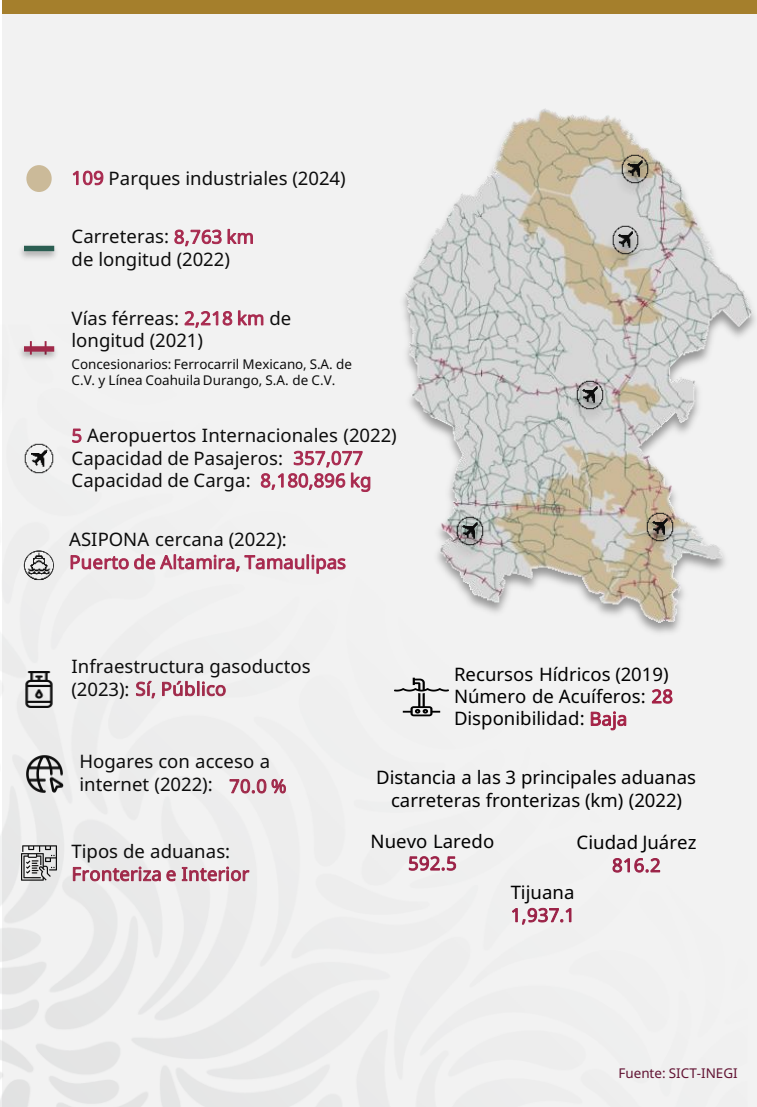 109 Parques industriales (2024)
Carreteras: 8,763 km
de longitud (2022)
Vías férreas: 2,218 km de
longitud (2021)
Concesionarios: Ferrocarril Mexicano, S.A. de
C.V. y Línea Coahuila Durango, S.A. de C.V.
5 Aeropuertos Internacionales (2022)
Capacidad de Pasajeros: 357,077
Capacidad de Carga: 8,180,896 kg
ASIPONA cercana (2022):
Puerto de Altamira, Tamaulipas
Infraestructura gasoductos
(2023): Sí, Público
Hogares con acceso a
internet (2022): 70.0 %
Tipos de aduanas:
Fronteriza e Interior
Recursos Hídricos (2019)
Número de Acuíferos: 28
Disponibilidad: Baja
Distancia a las 3 principales aduanas
carreteras fronterizas (km) (2022)
Nuevo Laredo
592.5
Ciudad Juárez
816.2
Tijuana
1,937.1
Fuente: SICT-INEGI